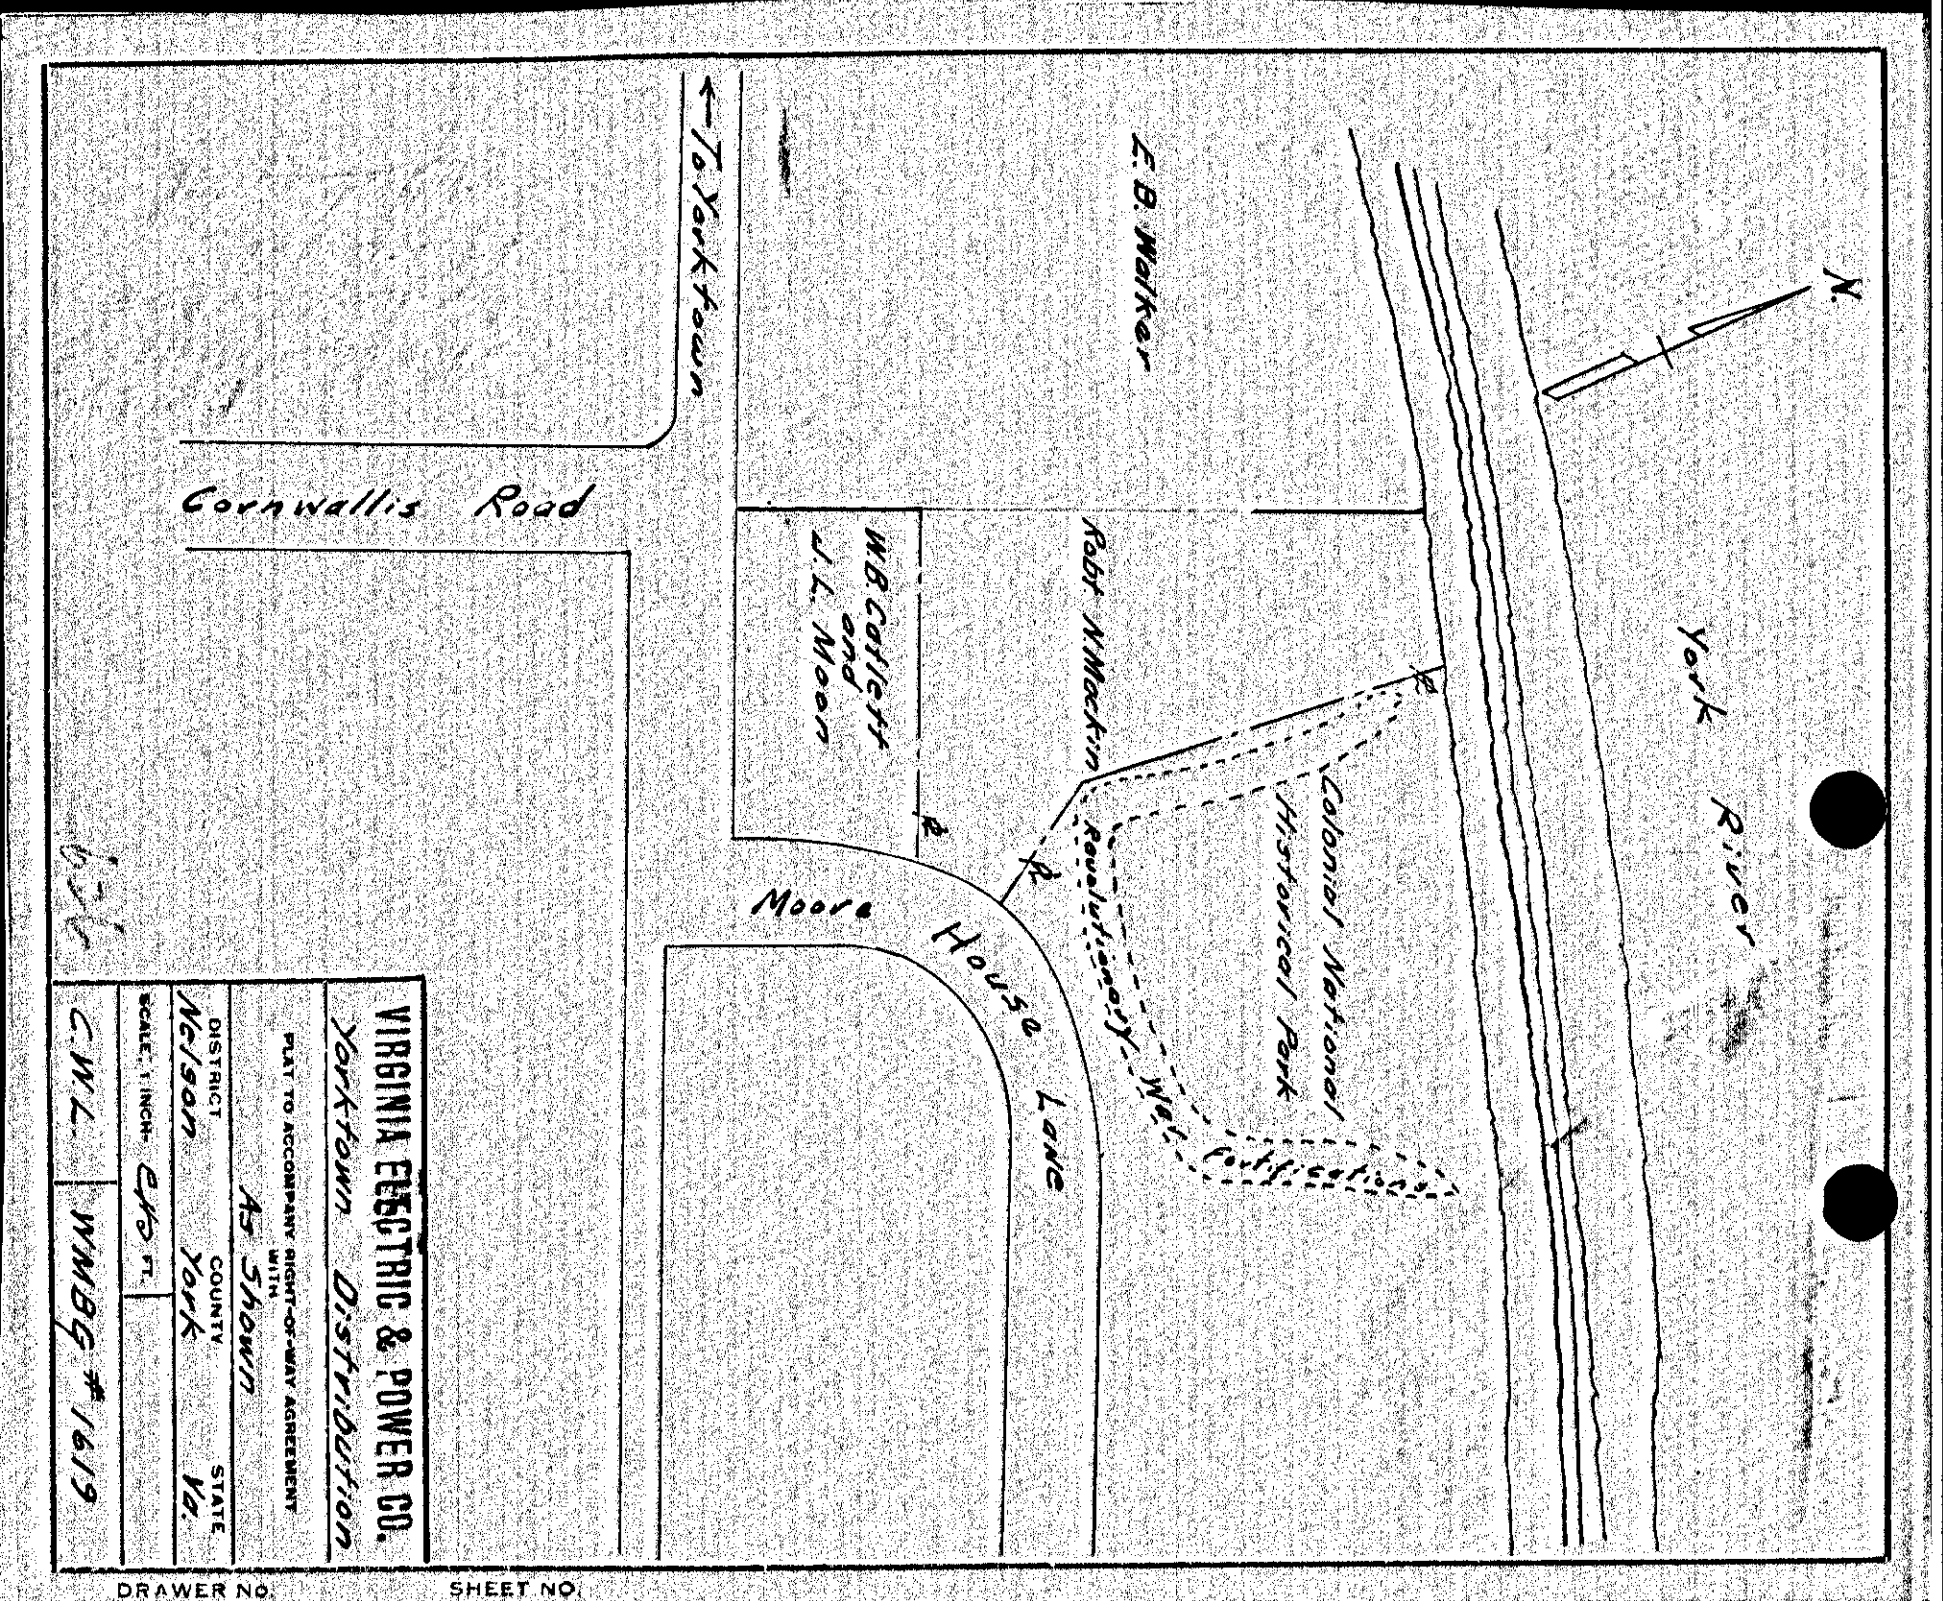 N.
York River
E.B. Walker
← To Yorktown
Cornwallis Road
W B Cotlett
and
J. L. Moon
Robt N Mackin
Colonial National
Historical Park
Revolutionary War
Fortifications
Moore House Lane
VIRGINIA ELECTRIC & POWER CO.
Yorktown Distribution
PLAT TO ACCOMPANY RIGHT-OF-WAY AGREEMENT
WITH
As Shown
DISTRICT COUNTY STATE
Nelson York Va.
SCALE, 1 INCH- FT.
C.W.L. WMBG # 1619
DRAWER NO. SHEET NO.